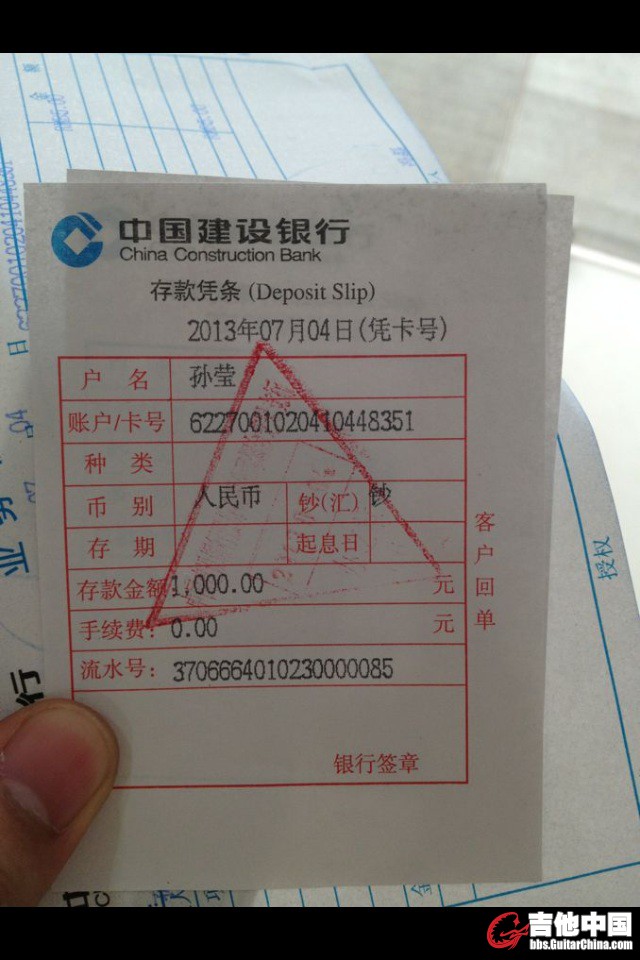 中国建设银行
China Construction Bank
存款凭条 (Deposit Slip)
2013年07月04日(凭卡号)
户 名 孙莹
账户/卡号 6227001020410448351
种 类
币 别 人民币 钞(汇) 钞
存 期 起息日
存款金额 1,000.00 元
手续费: 0.00 元
流水号: 3706664010230000085
银行签章
客户回单
授权
行
吉他中国
bbs.GuitarChina.com